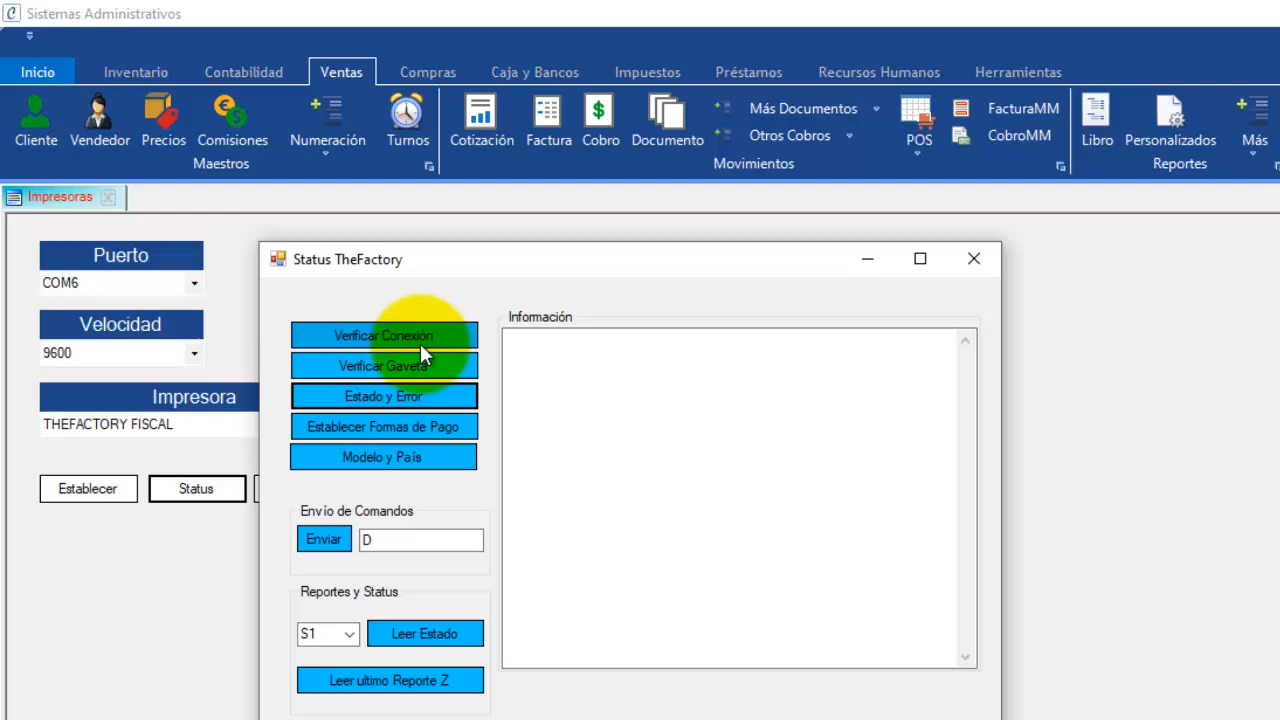 Sistemas Administrativos
Inicio Inventario Contabilidad Ventas Compras Caja y Bancos Impuestos Préstamos Recursos Humanos Herramientas
Cliente Vendedor Precios Comisiones Numeración Turnos Cotización Factura Cobro Documento Más Documentos Otros Cobros POS FacturaMM CobroMM Libro Personalizados Más
Maestros Movimientos Reportes
Impresoras
Puerto
COM6
Velocidad
9600
Impresora
THEFACTORY FISCAL
Establecer Status
Status TheFactory
Verificar Conexión
Verificar Gaveta
Estado y Error
Establecer Formas de Pago
Modelo y País
Envío de Comandos
Enviar D
Reportes y Status
S1 Leer Estado
Leer ultimo Reporte Z
Información